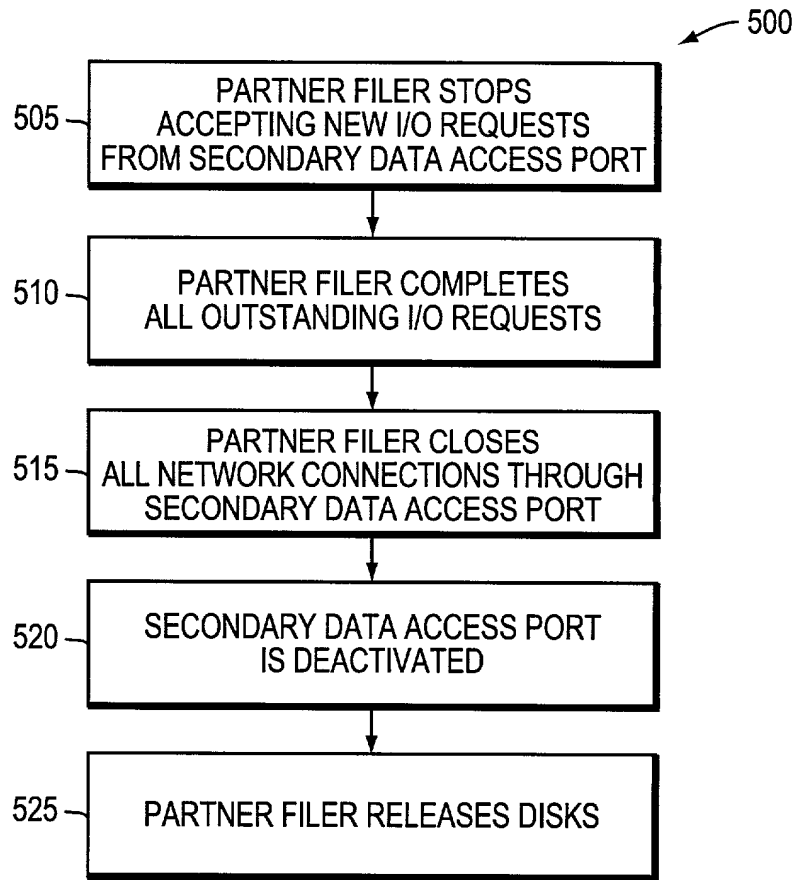 500
505
PARTNER FILER STOPS
ACCEPTING NEW I/O REQUESTS
FROM SECONDARY DATA ACCESS PORT
510
PARTNER FILER COMPLETES
ALL OUTSTANDING I/O REQUESTS
515
PARTNER FILER CLOSES
ALL NETWORK CONNECTIONS THROUGH
SECONDARY DATA ACCESS PORT
520
SECONDARY DATA ACCESS PORT
IS DEACTIVATED
525
PARTNER FILER RELEASES DISKS